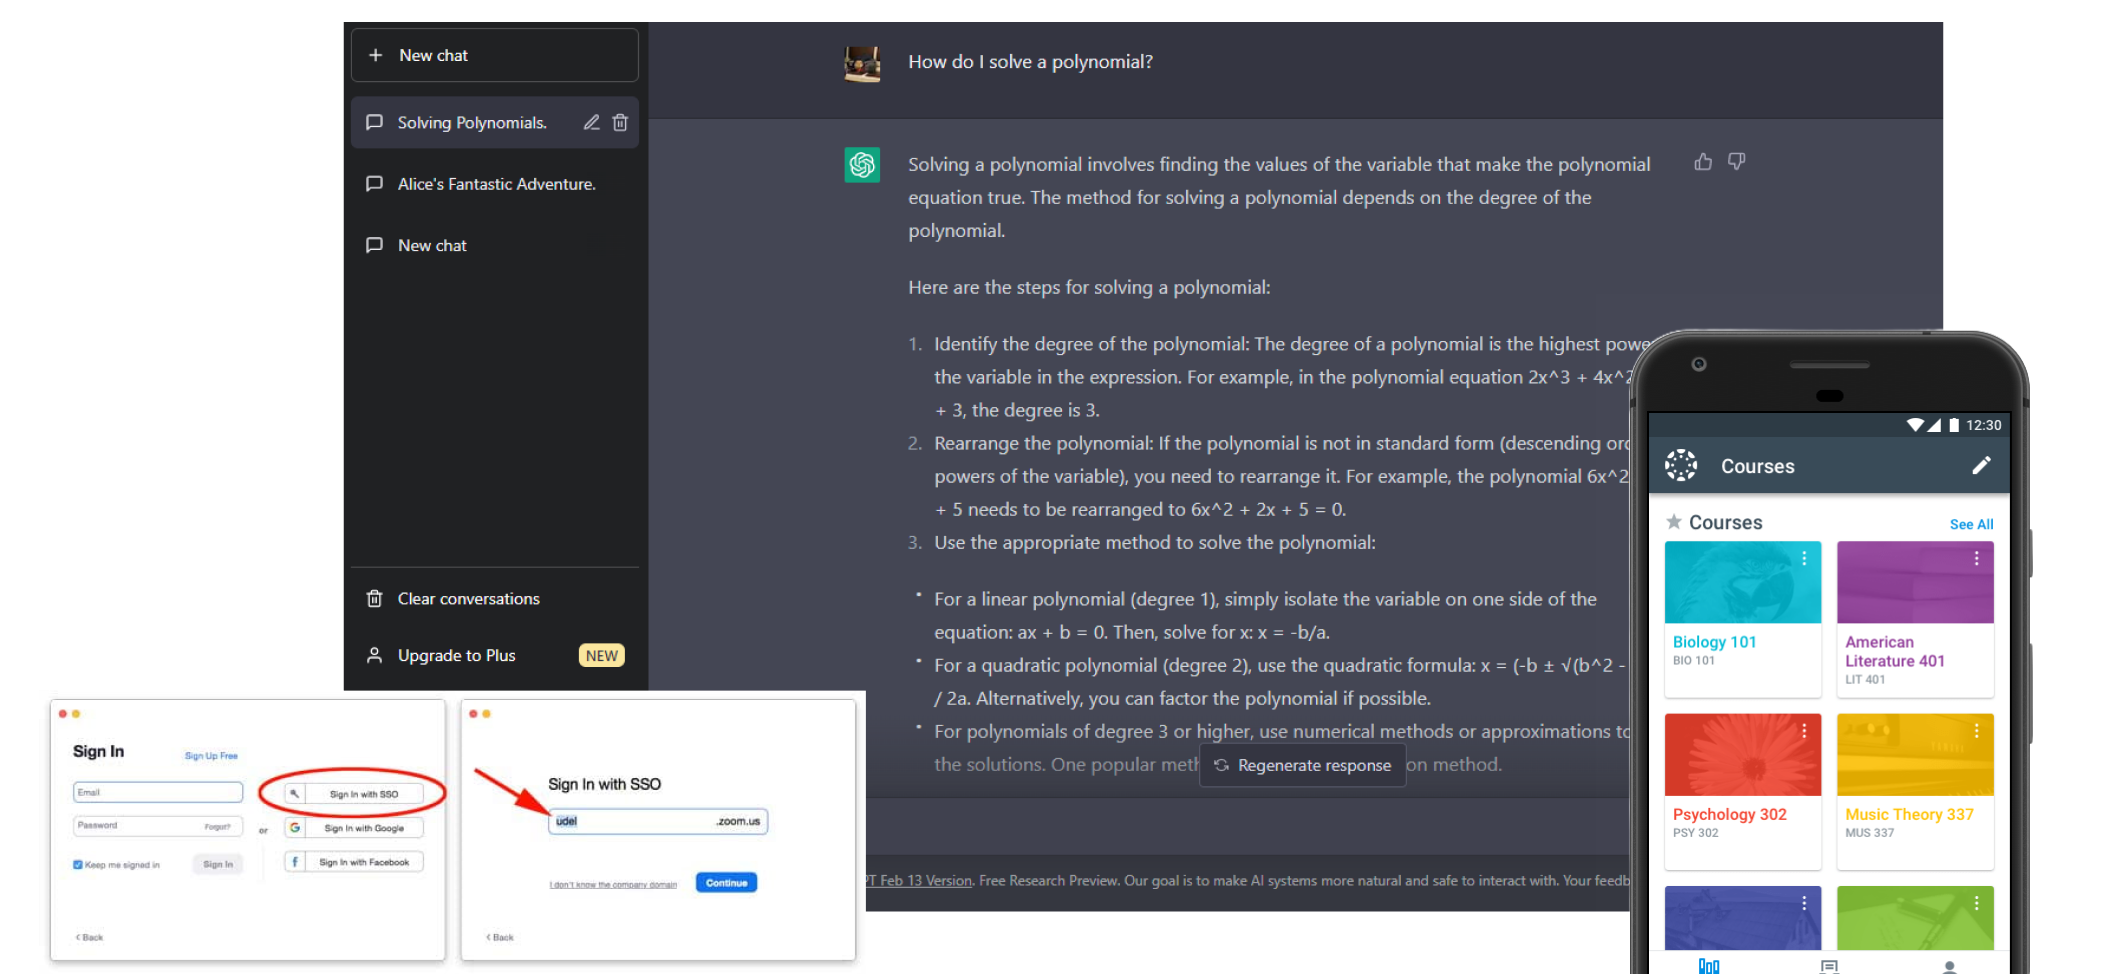 New chat
Solving Polynomials.
Alice's Fantastic Adventure.
New chat
Clear conversations
Upgrade to Plus NEW
How do I solve a polynomial?
Solving a polynomial involves finding the values of the variable that make the polynomial
equation true. The method for solving a polynomial depends on the degree of the
polynomial.
Here are the steps for solving a polynomial:
1. Identify the degree of the polynomial: The degree of a polynomial is the highest powe
the variable in the expression. For example, in the polynomial equation 2x^3 + 4x^2
+ 3, the degree is 3.
2. Rearrange the polynomial: If the polynomial is not in standard form (descending ord
powers of the variable), you need to rearrange it. For example, the polynomial 6x^2
+ 5 needs to be rearranged to 6x^2 + 2x + 5 = 0.
3. Use the appropriate method to solve the polynomial:
• For a linear polynomial (degree 1), simply isolate the variable on one side of the
equation: ax + b = 0. Then, solve for x: x = -b/a.
• For a quadratic polynomial (degree 2), use the quadratic formula: x = (-b ± √(b^2 -
/ 2a. Alternatively, you can factor the polynomial if possible.
• For polynomials of degree 3 or higher, use numerical methods or approximations to
the solutions. One popular meth
on method.
Regenerate response
PT Feb 13 Version. Free Research Preview. Our goal is to make AI systems more natural and safe to interact with. Your feedb
Sign In
Sign Up Free
Email
Password Forgot?
Keep me signed in
Sign In
or
Sign In with SSO
Sign In with Google
Sign In with Facebook
< Back
Sign In with SSO
udel .zoom.us
I don't know the company domain
Continue
< Back
12:30
Courses
Courses
See All
Biology 101
BIO 101
American
Literature 401
LIT 401
Psychology 302
PSY 302
Music Theory 337
MUS 337